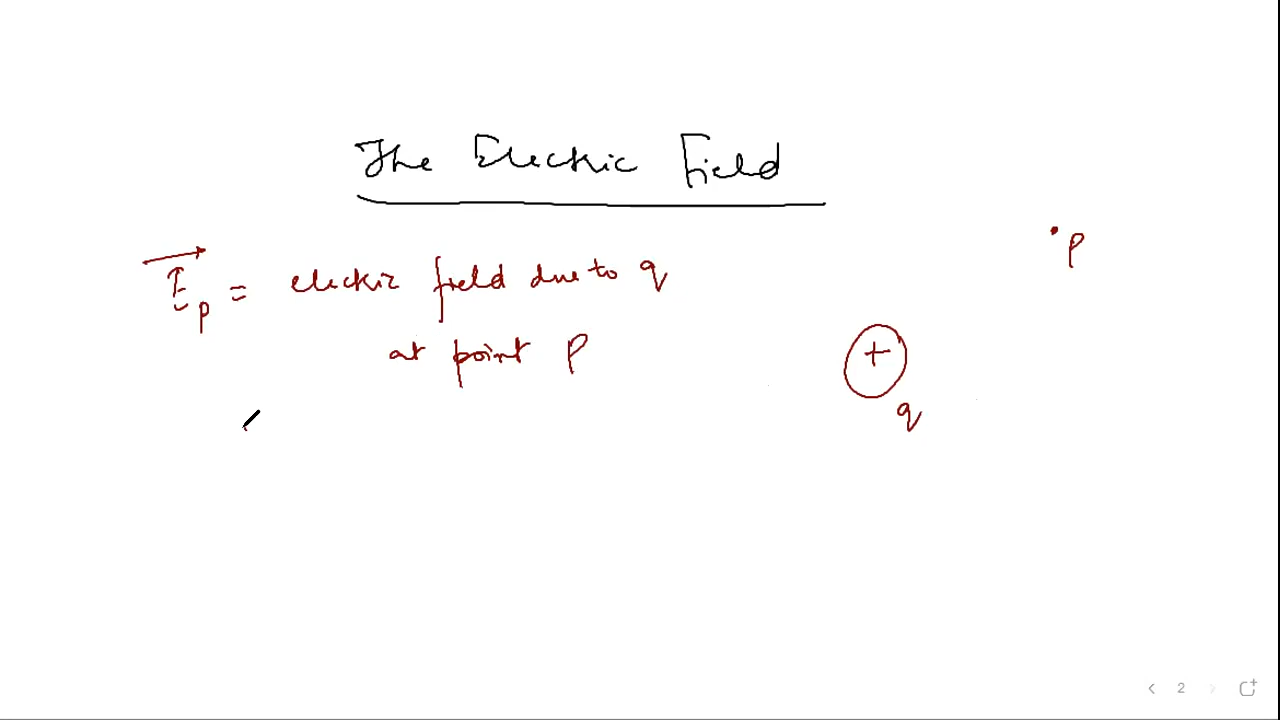 The Electric Field
E⃗p = electric field due to q
at point P
P
+
q
2